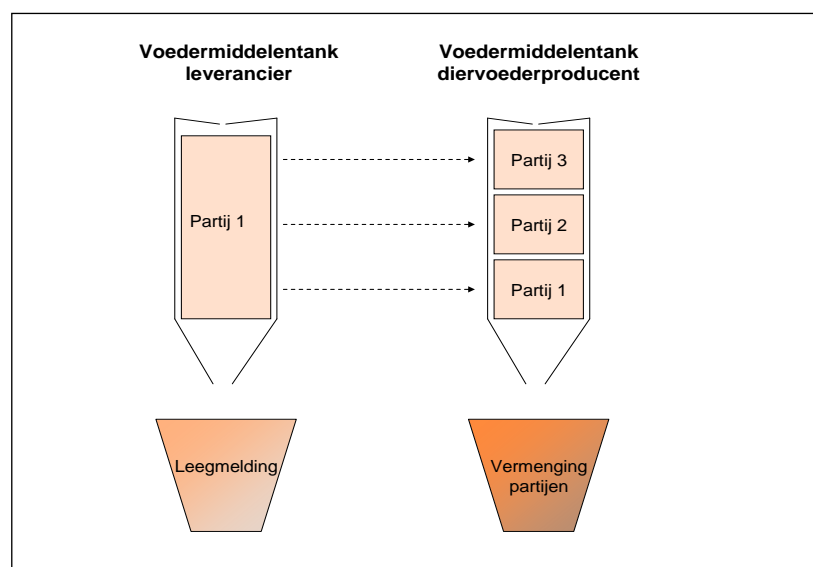 Voedermiddelentank
leverancier
Voedermiddelentank
diervoederproducent
Partij 1
Partij 3
Partij 2
Partij 1
Leegmelding
Vermenging
partijen